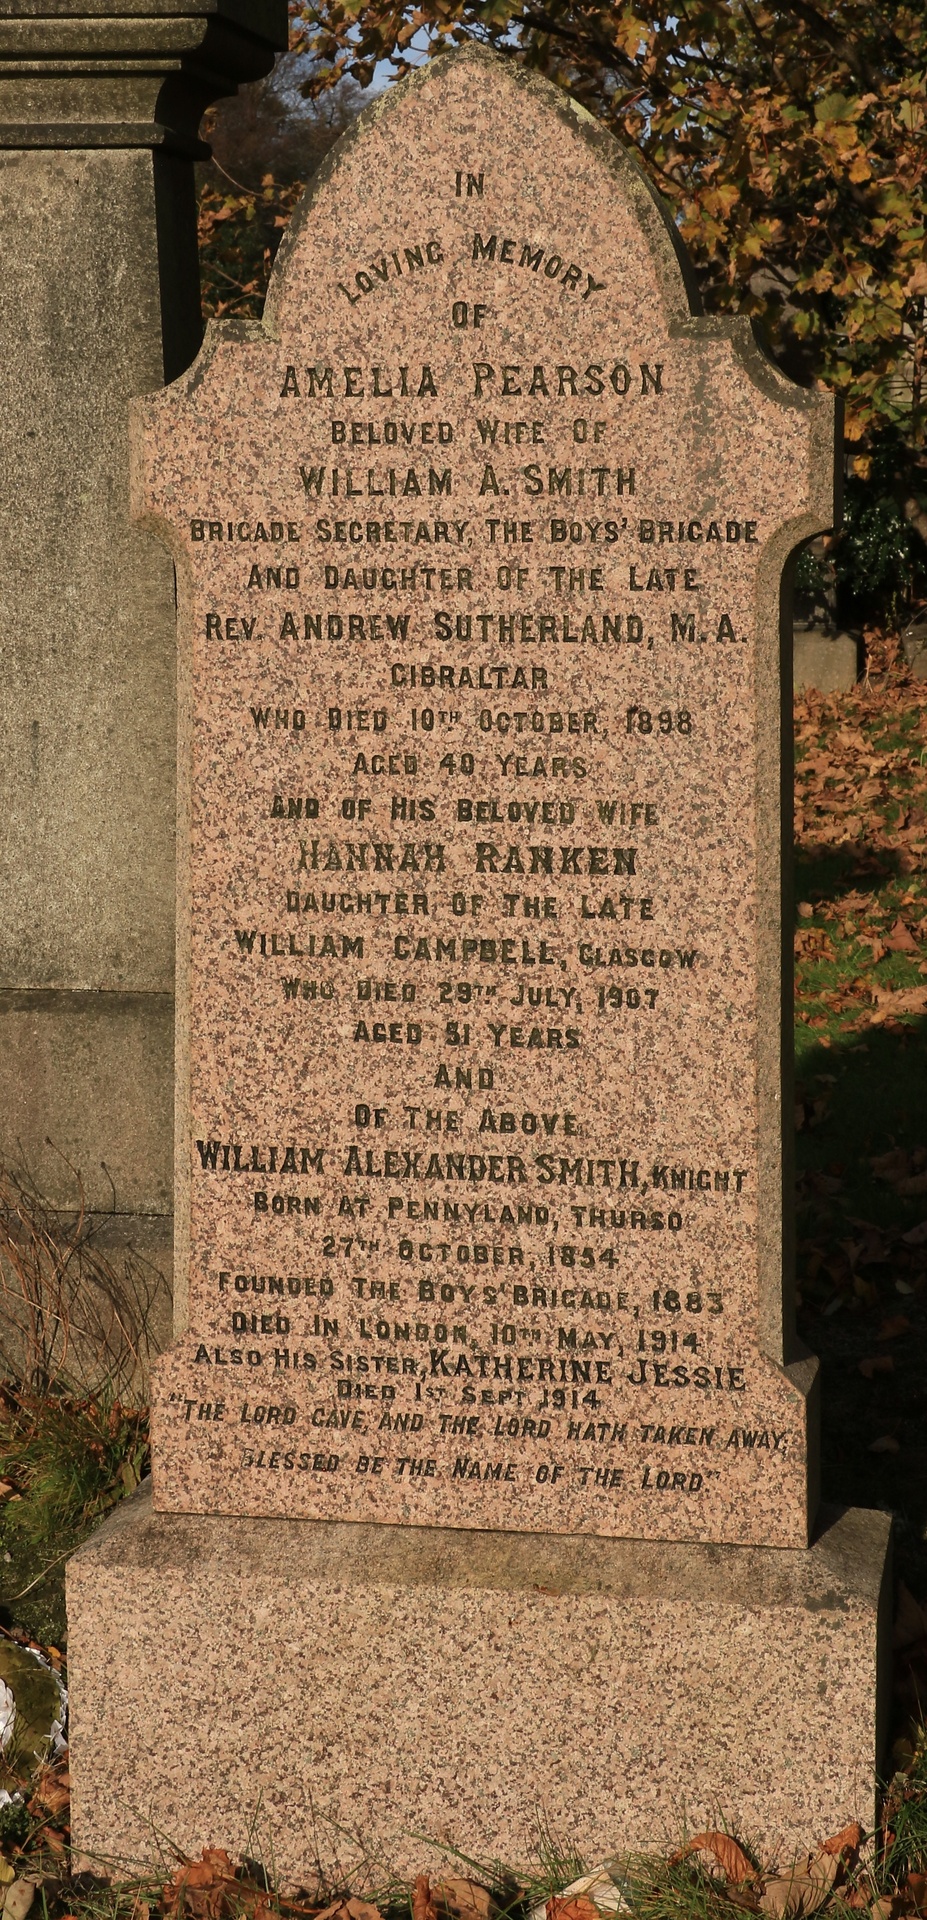 IN
LOVING MEMORY
OF
AMELIA PEARSON
BELOVED WIFE OF
WILLIAM A. SMITH
BRIGADE SECRETARY, THE BOYS' BRIGADE
AND DAUGHTER OF THE LATE
REV. ANDREW SUTHERLAND, M.A.
GIBRALTAR
WHO DIED 10TH OCTOBER, 1898
AGED 40 YEARS
AND OF HIS BELOVED WIFE
HANNAH RANKEN
DAUGHTER OF THE LATE
WILLIAM CAMPBELL, GLASGOW
WHO DIED 29TH JULY, 1907
AGED 51 YEARS
AND
OF THE ABOVE
WILLIAM ALEXANDER SMITH, KNIGHT
BORN AT PENNYLAND, THURSO
27TH OCTOBER, 1854
FOUNDED THE BOYS' BRIGADE, 1883
DIED IN LONDON, 10TH MAY, 1914
ALSO HIS SISTER, KATHERINE JESSIE
DIED 1ST SEPT. 1914
"THE LORD GAVE, AND THE LORD HATH TAKEN AWAY;
BLESSED BE THE NAME OF THE LORD"